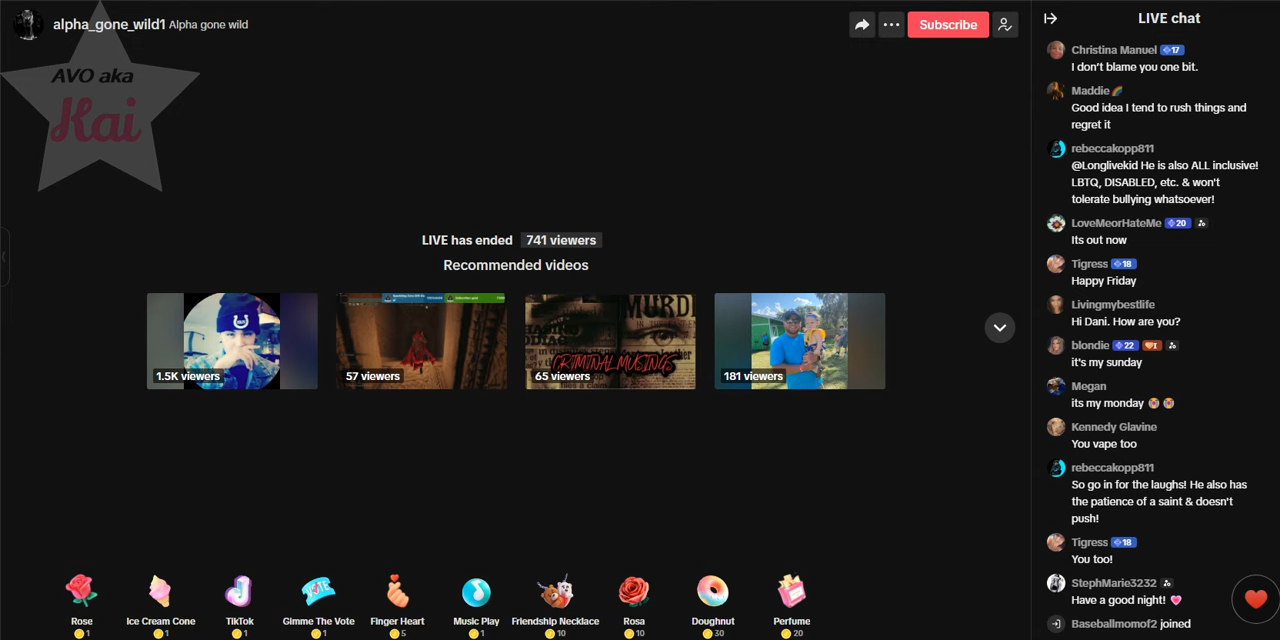 alpha_gone_wild1 Alpha gone wild
Subscribe
AVO aka
Kai
LIVE has ended 741 viewers
Recommended videos
MURD
CRIMINAL MUSINGS
1.5K viewers
57 viewers
65 viewers
181 viewers
Rose
1
Ice Cream Cone
1
TikTok
1
VOTE
Gimme The Vote
1
Finger Heart
5
Music Play
1
Friendship Necklace
10
Rosa
10
Doughnut
30
Perfume
20
LIVE chat
Christina Manuel 17
I don't blame you one bit.
Maddie🌈
Good idea I tend to rush things and
regret it
rebeccakopp811
@Longlivekid He is also ALL inclusive!
LBTQ, DISABLED, etc. & won't
tolerate bullying whatsoever!
LoveMeorHateMe 20
Its out now
Tigress 18
Happy Friday
Livingmybestlife
Hi Dani. How are you?
blondie 22 I
it's my sunday
Megan
its my monday
Kennedy Glavine
You vape too
rebeccakopp811
So go in for the laughs! He also has
the patience of a saint & doesn't
push!
Tigress 18
You too!
StephMarie3232
Have a good night! 💗
Baseballmomof2 joined